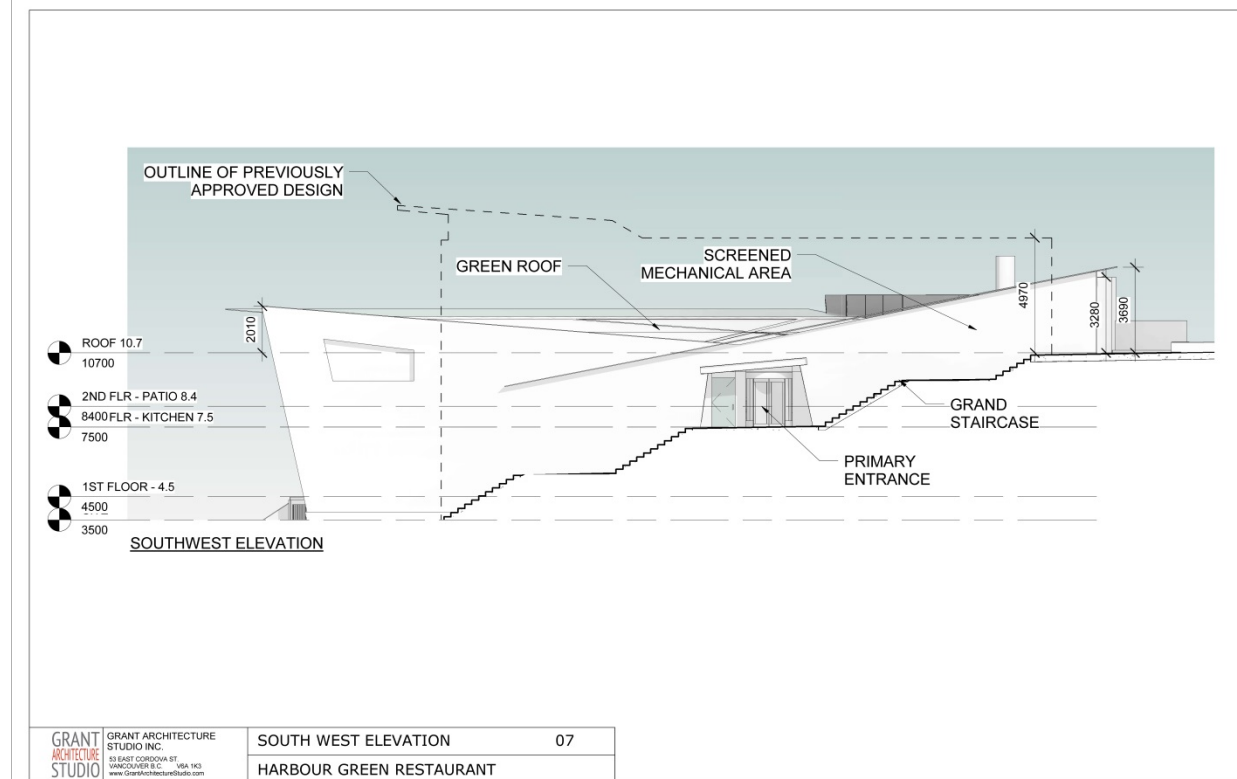 OUTLINE OF PREVIOUSLY
APPROVED DESIGN
GREEN ROOF
SCREENED
MECHANICAL AREA
4970
3280
3690
2010
ROOF 10.7
10700
2ND FLR - PATIO 8.4
8400
FLR - KITCHEN 7.5
7500
GRAND
STAIRCASE
PRIMARY
ENTRANCE
1ST FLOOR - 4.5
4500
3500
SOUTHWEST ELEVATION
GRANT
ARCHITECTURE
STUDIO
GRANT ARCHITECTURE
STUDIO INC.
53 EAST CORDOVA ST.
VANCOUVER B.C. V6A 1K3
www.GrantArchitectureStudio.com
SOUTH WEST ELEVATION 07
HARBOUR GREEN RESTAURANT